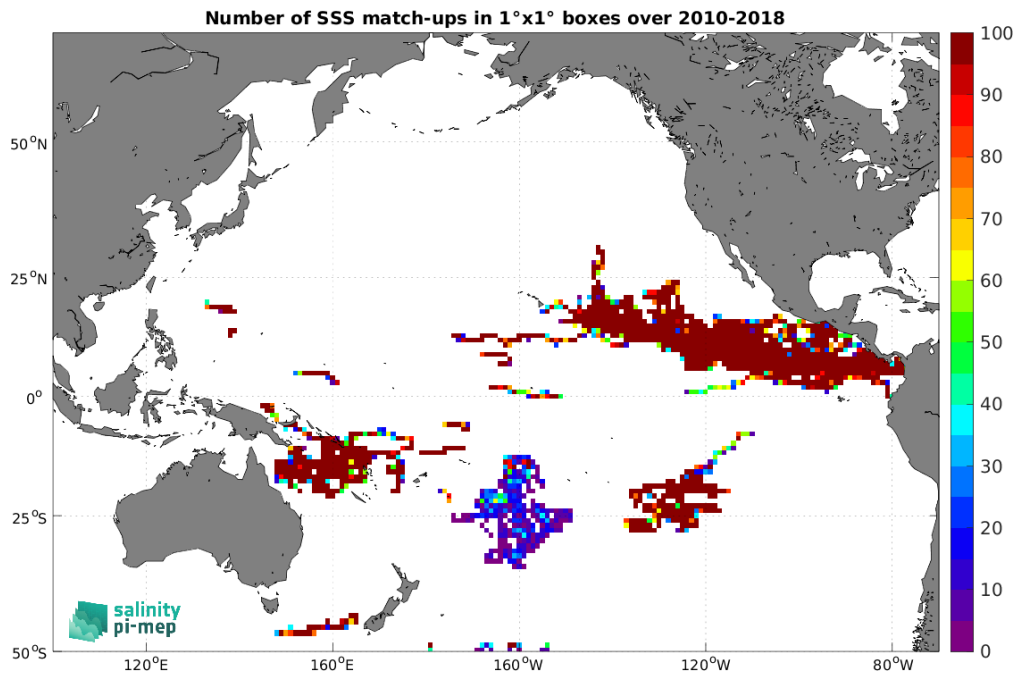 Number of SSS match-ups in 1°x1° boxes over 2010-2018
100
90
80
70
60
50
40
30
20
10
0
50°N
25°N
0°
25°S
50°S
120°E
160°E
160°W
120°W
80°W
salinity
pi-mep